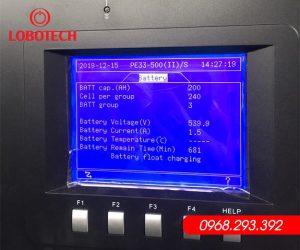 LOBOTECH
2019-12-15 PE33-500(II)/S 14:27:19
Battery
BATT cap.(AH) 200
Cell per group 240
BATT group 3
Battery Voltage(V) 539.9
Battery Current(A) 1.5
Battery Temperature(°C) -----
Battery Remain Time(Min) 681
Battery float charging
?
F1 F2 F3 F4 HELP
0968.293.392